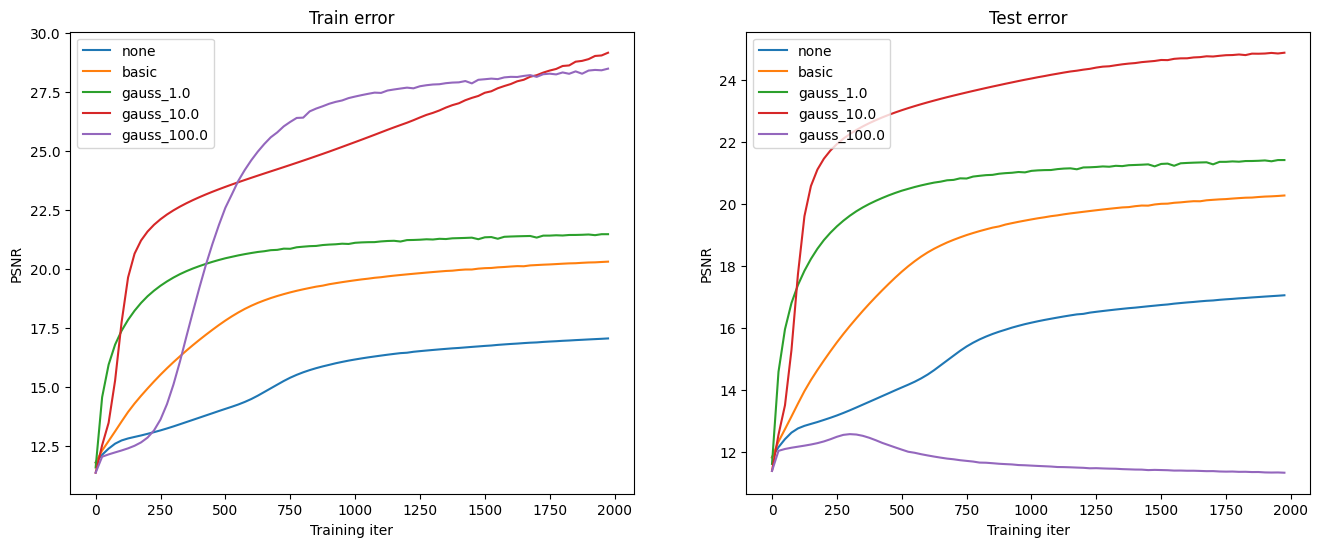 Train error
PSNR
30.0
27.5
25.0
22.5
20.0
17.5
15.0
12.5
none
basic
gauss_1.0
gauss_10.0
gauss_100.0
0 250 500 750 1000 1250 1500 1750 2000
Training iter
Test error
PSNR
24
22
20
18
16
14
12
none
basic
gauss_1.0
gauss_10.0
gauss_100.0
0 250 500 750 1000 1250 1500 1750 2000
Training iter